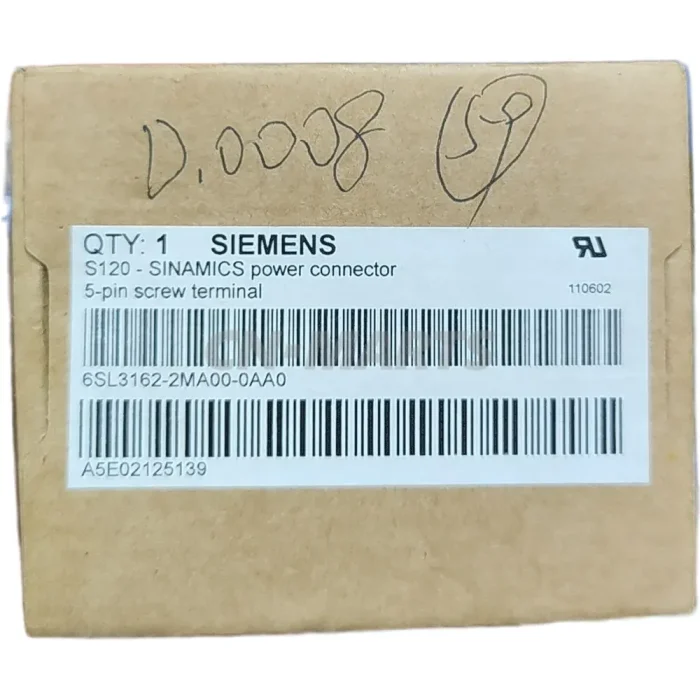 D.0008 59
QTY: 1 SIEMENS
S120 - SINAMICS power connector
5-pin screw terminal
110602
CN-MARTS
6SL3162-2MA00-0AA0
A5E02125139